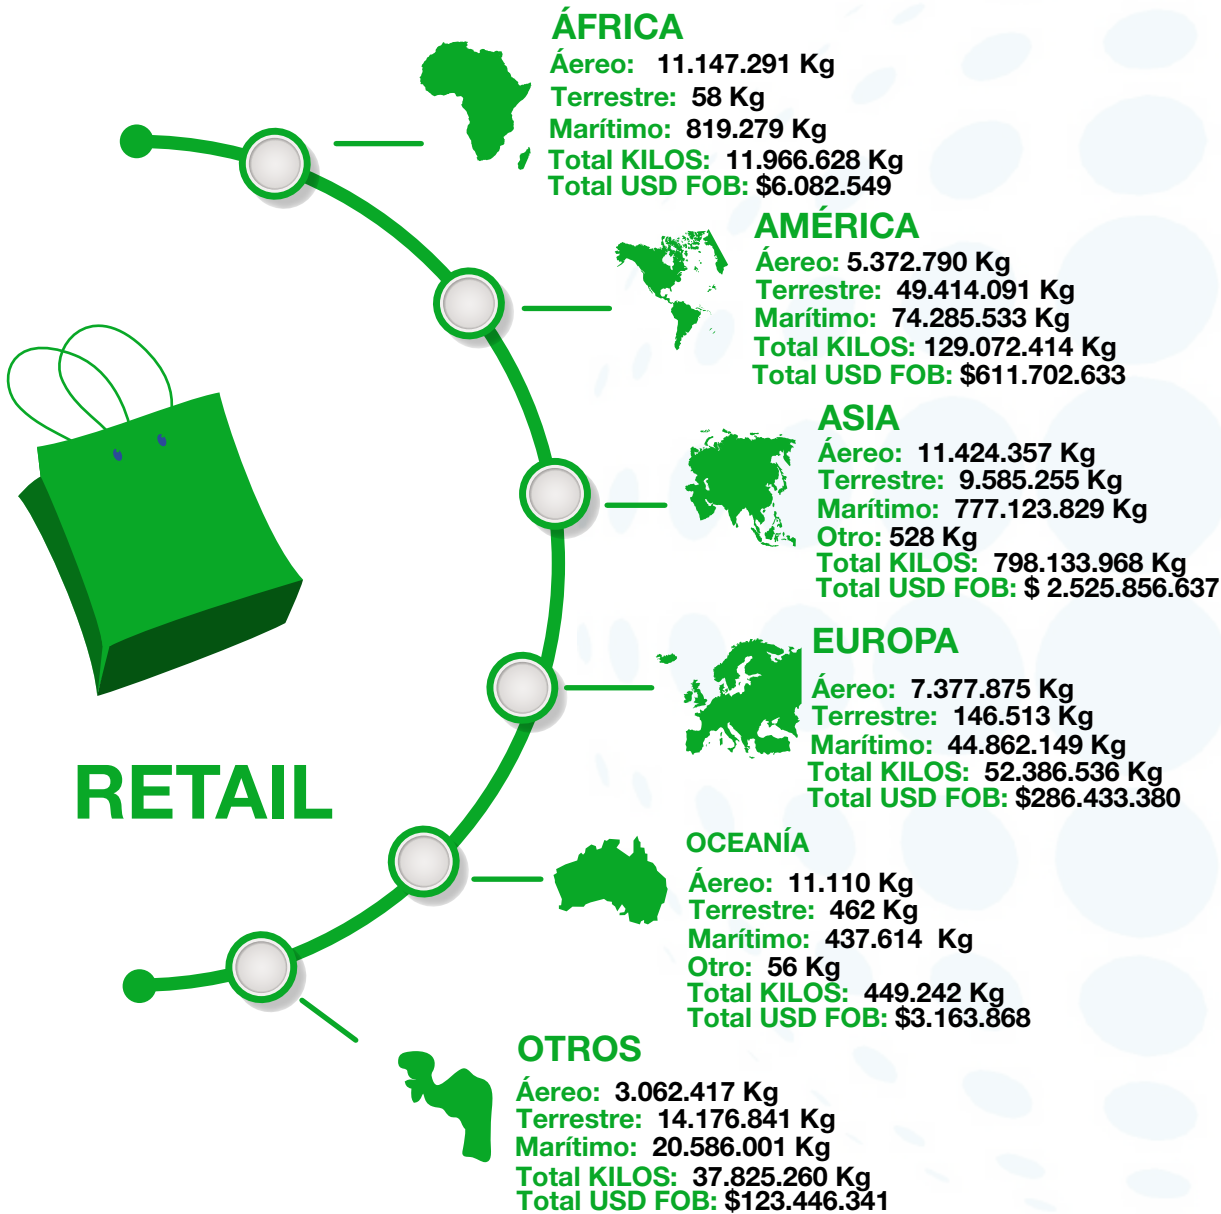 ÁFRICA
Áereo: 11.147.291 Kg
Terrestre: 58 Kg
Marítimo: 819.279 Kg
Total KILOS: 11.966.628 Kg
Total USD FOB: $6.082.549
AMÉRICA
Áereo: 5.372.790 Kg
Terrestre: 49.414.091 Kg
Marítimo: 74.285.533 Kg
Total KILOS: 129.072.414 Kg
Total USD FOB: $611.702.633
ASIA
Áereo: 11.424.357 Kg
Terrestre: 9.585.255 Kg
Marítimo: 777.123.829 Kg
Otro: 528 Kg
Total KILOS: 798.133.968 Kg
Total USD FOB: $ 2.525.856.637
EUROPA
Áereo: 7.377.875 Kg
Terrestre: 146.513 Kg
Marítimo: 44.862.149 Kg
Total KILOS: 52.386.536 Kg
Total USD FOB: $286.433.380
RETAIL
OCEANÍA
Áereo: 11.110 Kg
Terrestre: 462 Kg
Marítimo: 437.614 Kg
Otro: 56 Kg
Total KILOS: 449.242 Kg
Total USD FOB: $3.163.868
OTROS
Áereo: 3.062.417 Kg
Terrestre: 14.176.841 Kg
Marítimo: 20.586.001 Kg
Total KILOS: 37.825.260 Kg
Total USD FOB: $123.446.341